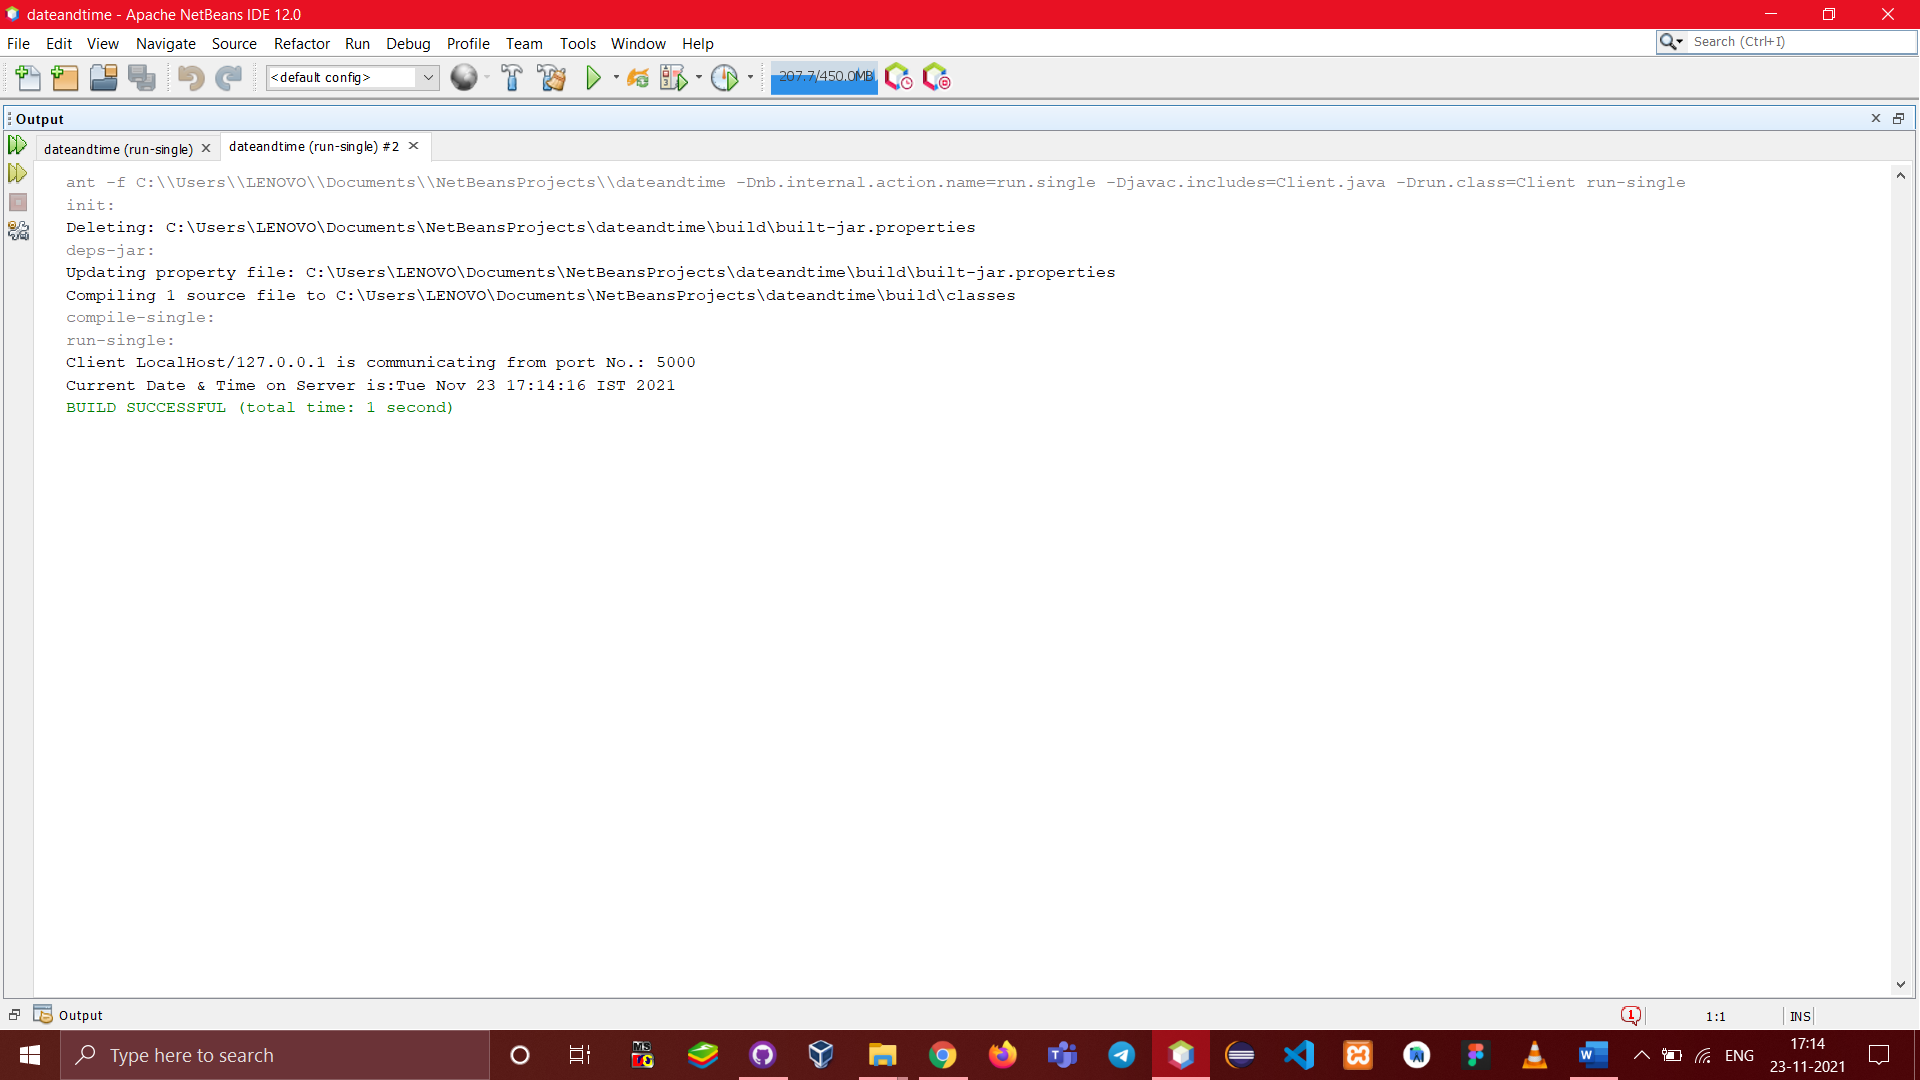 dateandtime - Apache NetBeans IDE 12.0
File Edit View Navigate Source Refactor Run Debug Profile Team Tools Window Help
Search (Ctrl+I)
<default config>
207.7/450.0MB
Output
dateandtime (run-single)
dateandtime (run-single) #2
ant -f C:\\Users\\LENOVO\\Documents\\NetBeansProjects\\dateandtime -Dnb.internal.action.name=run.single -Djavac.includes=Client.java -Drun.class=Client run-single
init:
Deleting: C:\Users\LENOVO\Documents\NetBeansProjects\dateandtime\build\built-jar.properties
deps-jar:
Updating property file: C:\Users\LENOVO\Documents\NetBeansProjects\dateandtime\build\built-jar.properties
Compiling 1 source file to C:\Users\LENOVO\Documents\NetBeansProjects\dateandtime\build\classes
compile-single:
run-single:
Client LocalHost/127.0.0.1 is communicating from port No.: 5000
Current Date & Time on Server is:Tue Nov 23 17:14:16 IST 2021
BUILD SUCCESSFUL (total time: 1 second)
Output
1
1:1
INS
Type here to search
ENG
17:14
23-11-2021